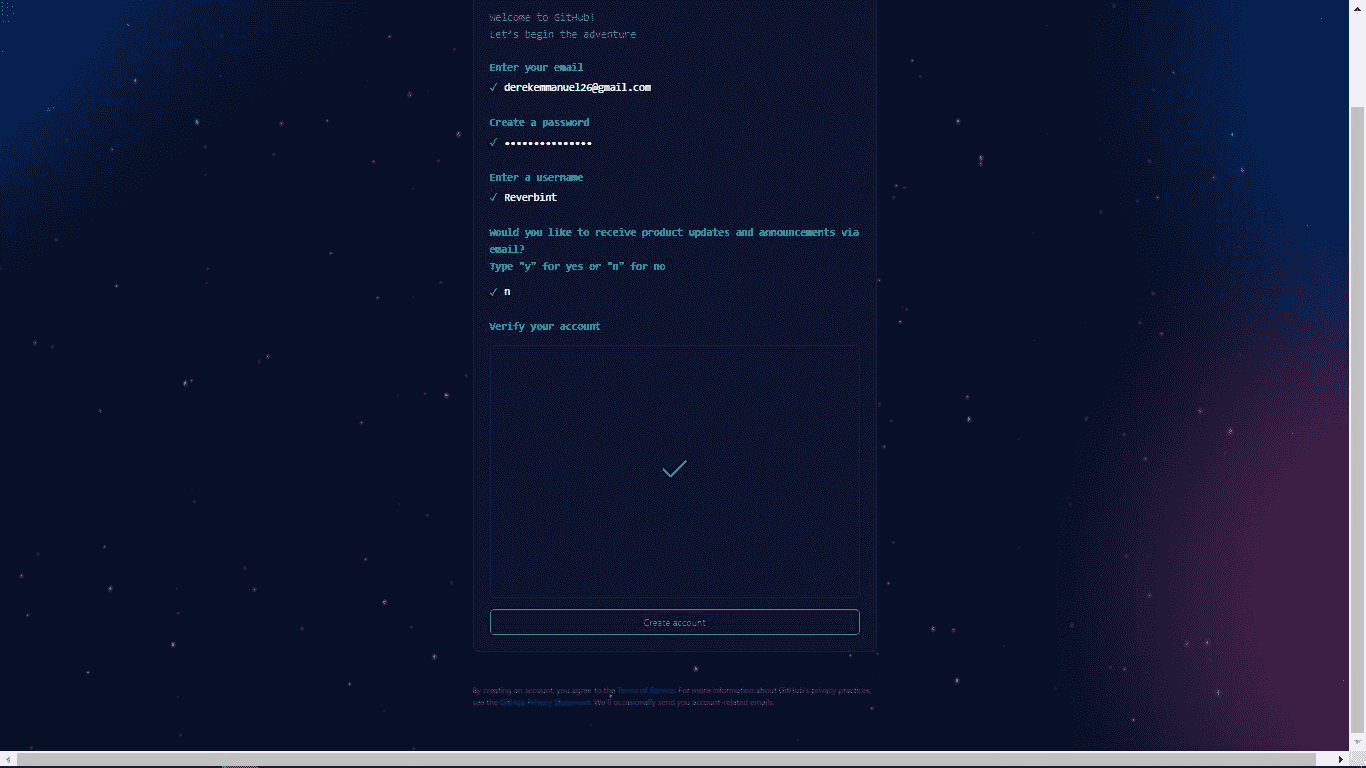 Welcome to GitHub!
Let's begin the adventure
Enter your email
✓ derekemmanuel26@gmail.com
Create a password
✓ •••••••••••••••
Enter a username
✓ Reverbint
Would you like to receive product updates and announcements via
email?
Type "y" for yes or "n" for no
✓ n
Verify your account
Create account
By creating an account, you agree to the Terms of Service. For more information about GitHub's privacy practices,
see the GitHub Privacy Statement. We'll occasionally send you account-related emails.